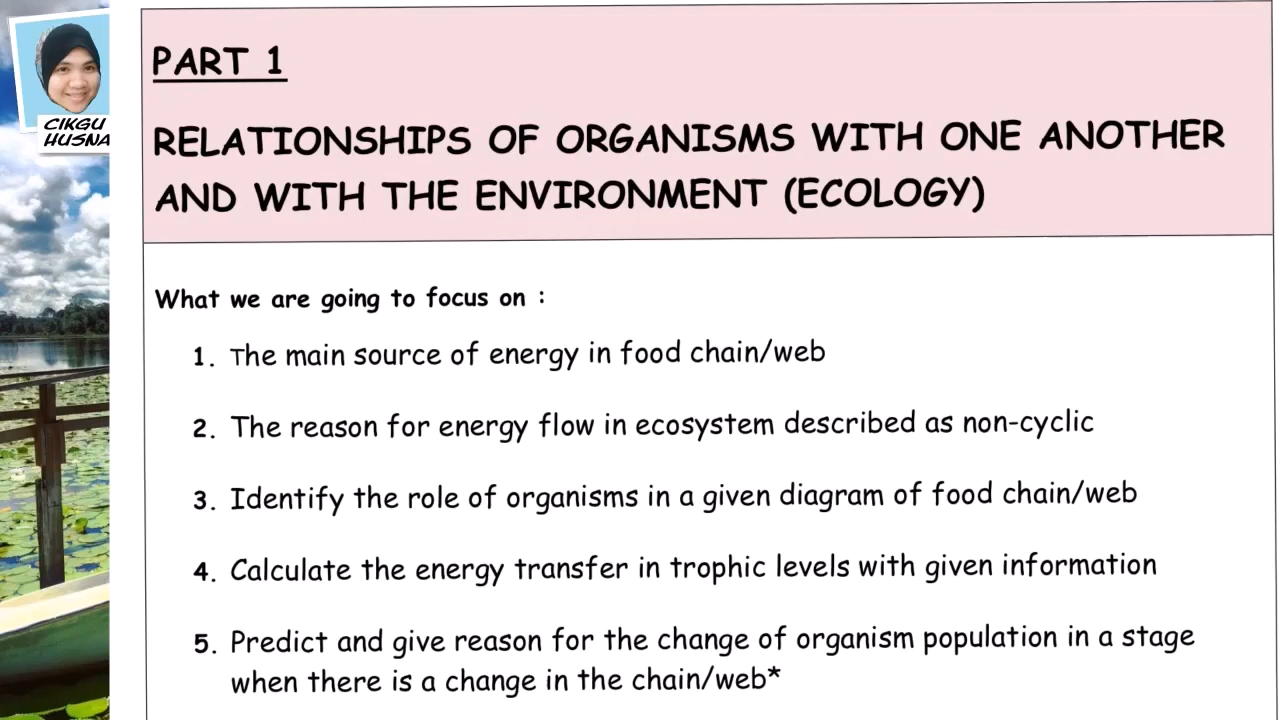 CIKGU
HUSNA
PART 1
RELATIONSHIPS OF ORGANISMS WITH ONE ANOTHER
AND WITH THE ENVIRONMENT (ECOLOGY)
What we are going to focus on :
1. The main source of energy in food chain/web
2. The reason for energy flow in ecosystem described as non-cyclic
3. Identify the role of organisms in a given diagram of food chain/web
4. Calculate the energy transfer in trophic levels with given information
5. Predict and give reason for the change of organism population in a stage
when there is a change in the chain/web*